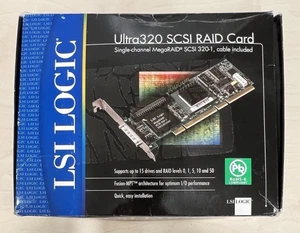 LSI LOGIC
Ultra320 SCSI RAID Card
Single-channel MegaRAID® SCSI 320-1, cable included
Supports up to 15 drives and RAID levels 0, 1, 5, 10 and 50
Fusion-MPT™ architecture for optimum I/O performance
Quick, easy installation
Pb
LSI LOGIC